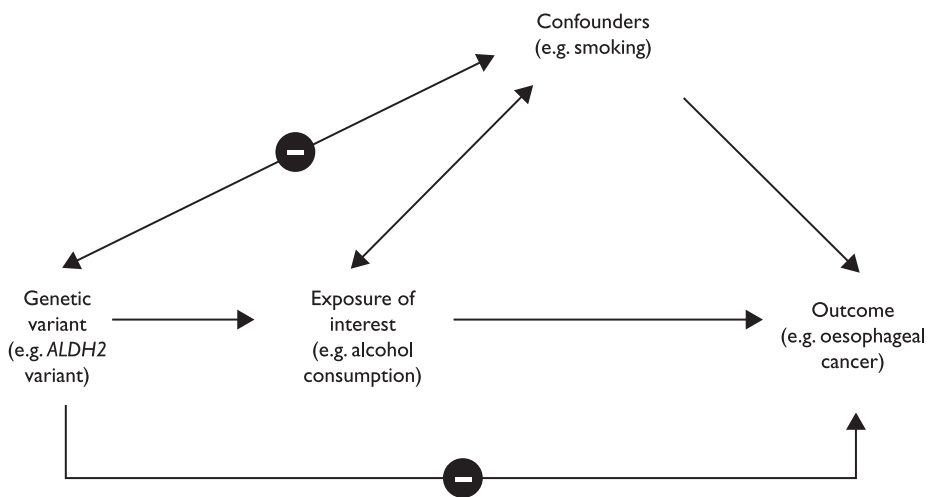 Confounders
(e.g. smoking)
Genetic
variant
(e.g. ALDH2
variant)
Exposure of
interest
(e.g. alcohol
consumption)
Outcome
(e.g. oesophageal
cancer)